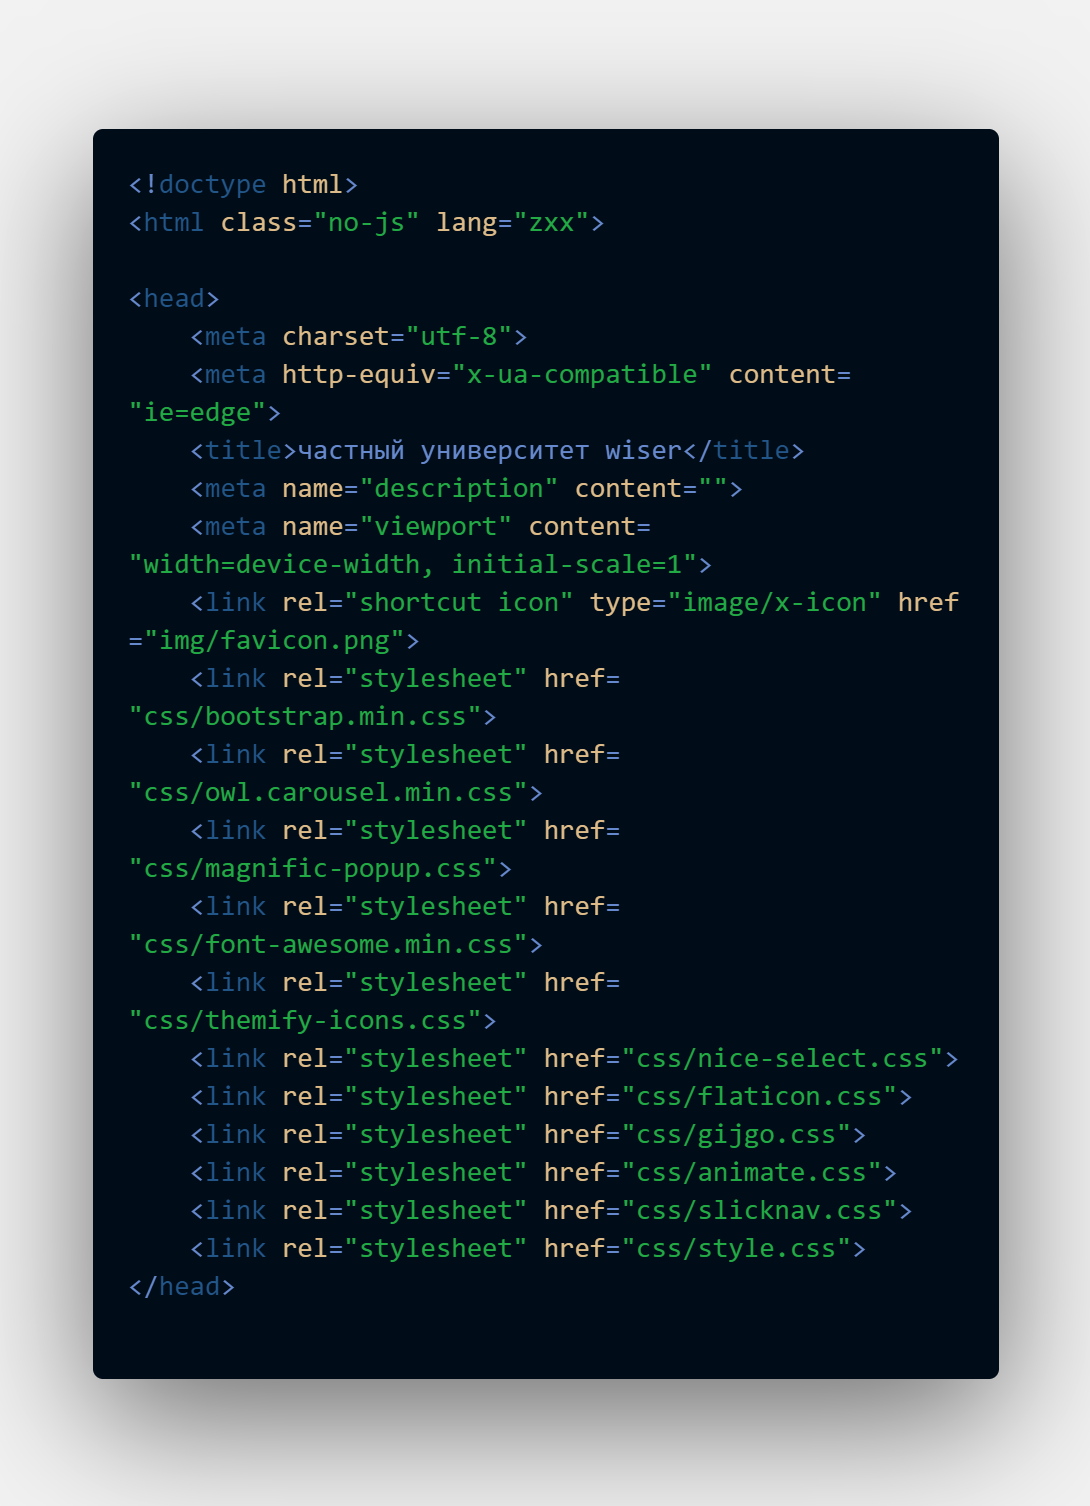 <!doctype html>
<html class="no-js" lang="zxx">
<head>
<meta charset="utf-8">
<meta http-equiv="x-ua-compatible" content=
"ie=edge">
<title>частный университет wiser</title>
<meta name="description" content="">
<meta name="viewport" content=
"width=device-width, initial-scale=1">
<link rel="shortcut icon" type="image/x-icon" href
="img/favicon.png">
<link rel="stylesheet" href=
"css/bootstrap.min.css">
<link rel="stylesheet" href=
"css/owl.carousel.min.css">
<link rel="stylesheet" href=
"css/magnific-popup.css">
<link rel="stylesheet" href=
"css/font-awesome.min.css">
<link rel="stylesheet" href=
"css/themify-icons.css">
<link rel="stylesheet" href="css/nice-select.css">
<link rel="stylesheet" href="css/flaticon.css">
<link rel="stylesheet" href="css/gijgo.css">
<link rel="stylesheet" href="css/animate.css">
<link rel="stylesheet" href="css/slicknav.css">
<link rel="stylesheet" href="css/style.css">
</head>